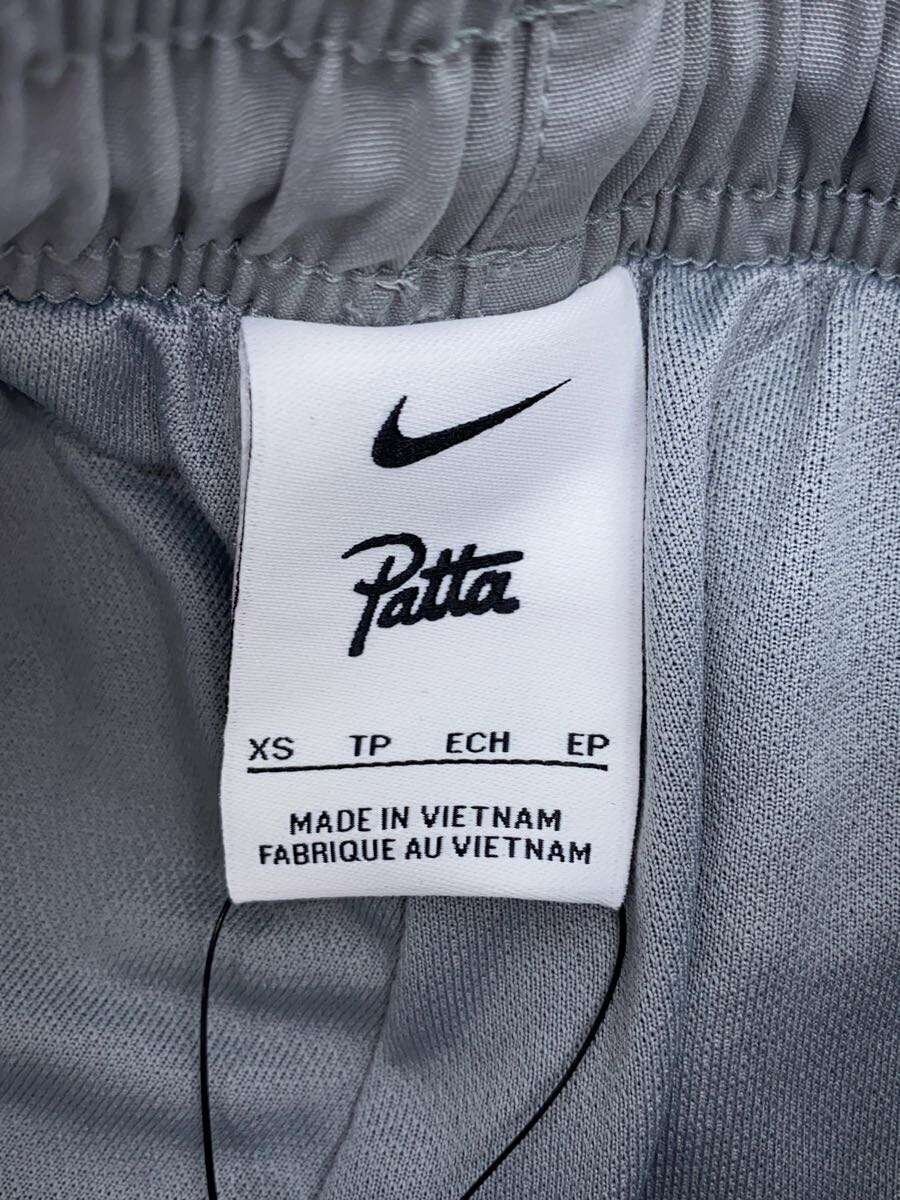 Patta
XS TP ECH EP
MADE IN VIETNAM
FABRIQUE AU VIETNAM